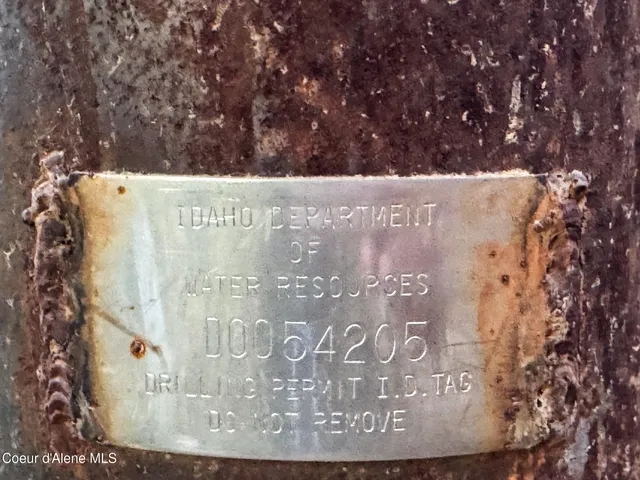 IDAHO DEPARTMENT
OF
WATER RESOURCES
D0054205
DRILLING PERMIT I.D. TAG
DO NOT REMOVE
Coeur d'Alene MLS